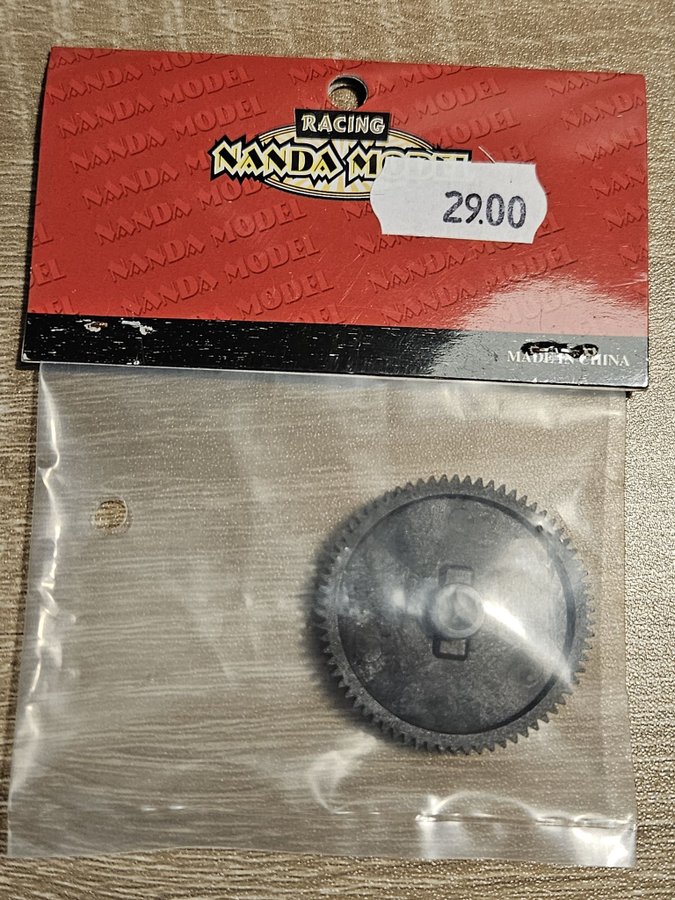 RACING
NANDA MODEL
29.00
MADE IN CHINA